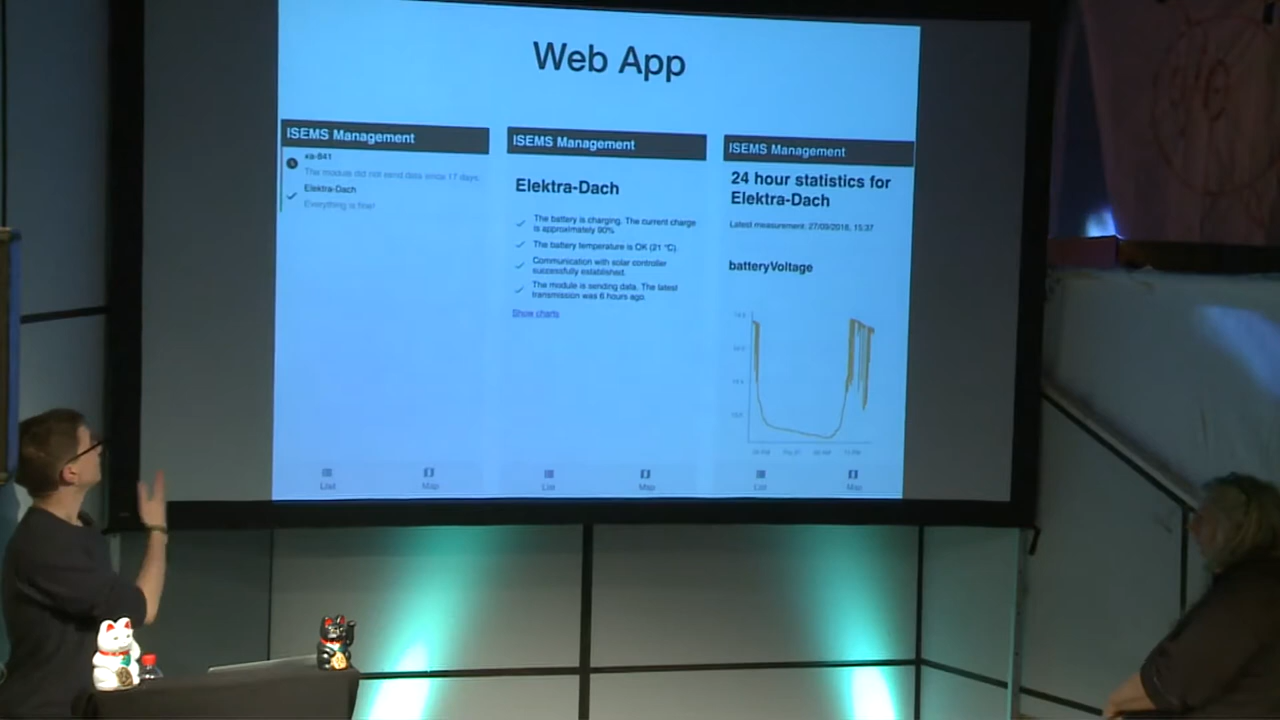 Web App
ISEMS Management
The module did not send data since 17 days.
Elektra-Dach
Everything is fine!
List
Map
ISEMS Management
Elektra-Dach
The battery is charging. The current charge
is approximately 90%.
The battery temperature is OK (21 °C)
Communication with solar controller
successfully established.
The module is sending data. The latest
transmission was 6 hours ago.
Show charts
List
Map
ISEMS Management
24 hour statistics for
Elektra-Dach
Latest measurement: 27/09/2018, 15:37
batteryVoltage
List
Map